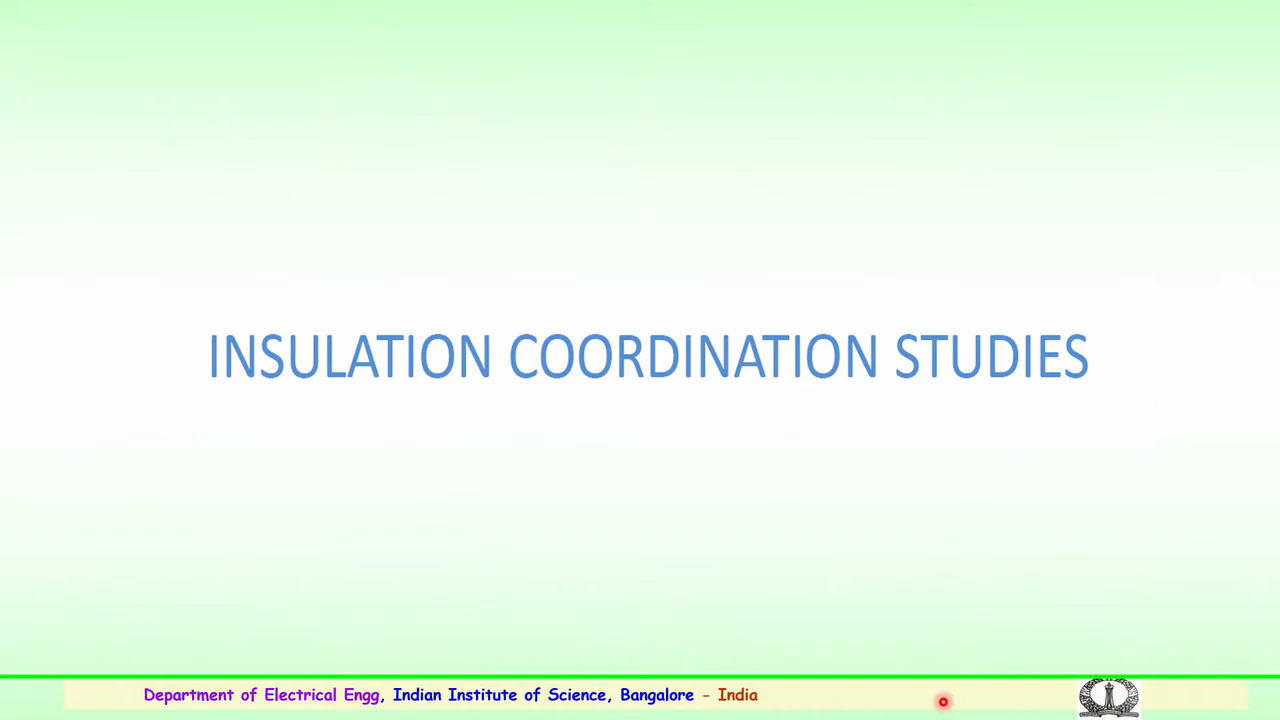 INSULATION COORDINATION STUDIES
Department of Electrical Engg, Indian Institute of Science, Bangalore - India